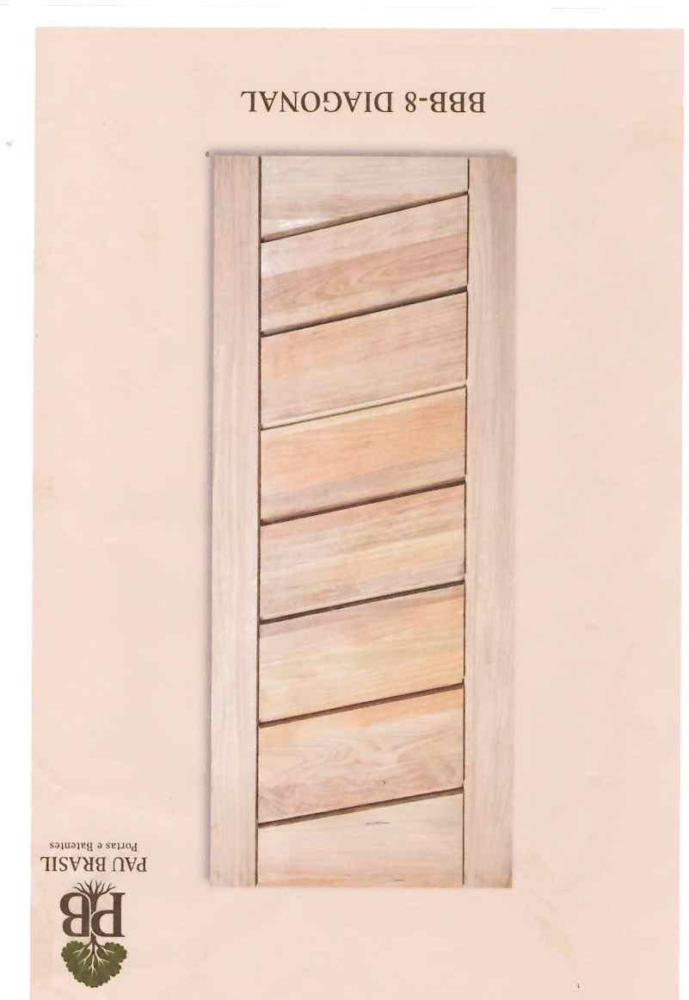 PB
PAU BRASIL
Portas e Batentes
BBB-8 DIAGONAL